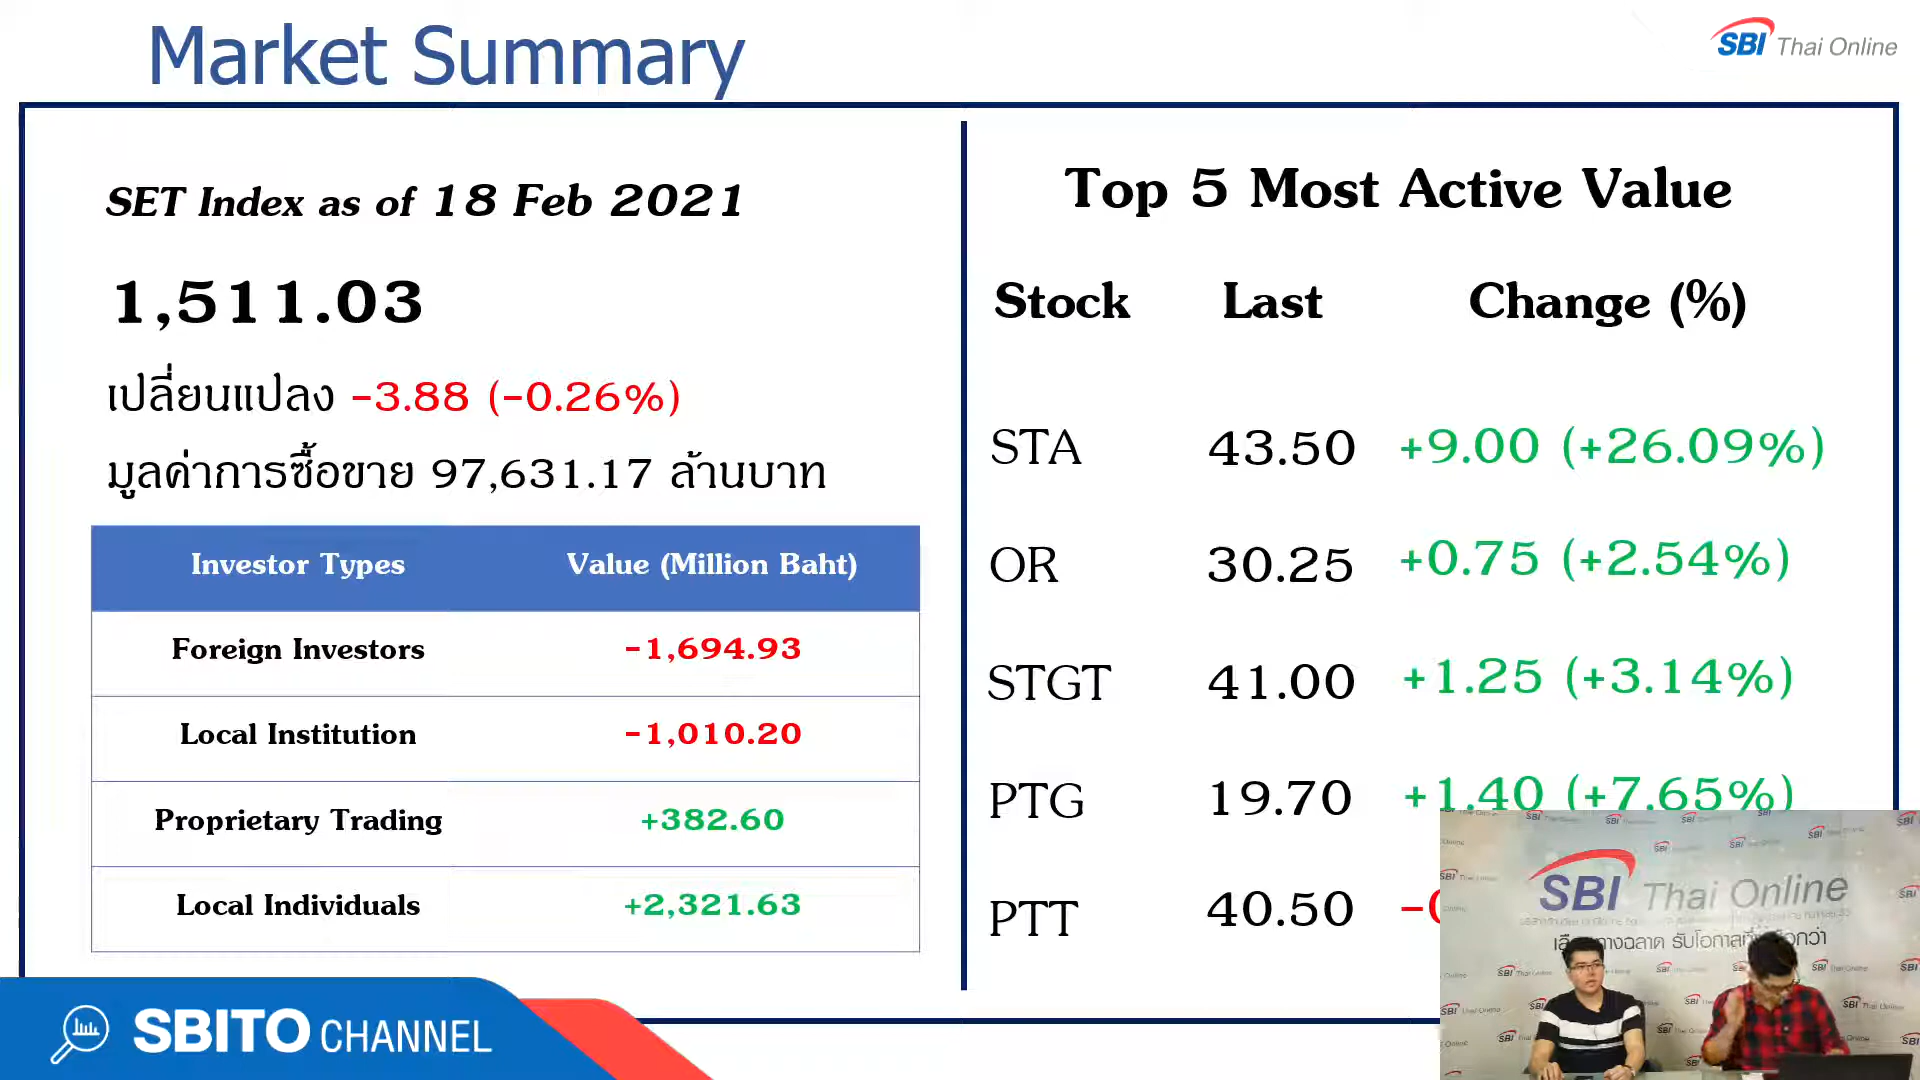 Market Summary
SBI Thai Online
SET Index as of 18 Feb 2021
1,511.03
เปลี่ยนแปลง -3.88 (-0.26%)
มูลค่าการซื้อขาย 97,631.17 ล้านบาท
Investor Types Value (Million Baht)
Foreign Investors -1,694.93
Local Institution -1,010.20
Proprietary Trading +382.60
Local Individuals +2,321.63
Top 5 Most Active Value
Stock Last Change (%)
STA 43.50 +9.00 (+26.09%)
OR 30.25 +0.75 (+2.54%)
STGT 41.00 +1.25 (+3.14%)
PTG 19.70 +1.40 (+7.65%)
PTT 40.50
SBI Thai Online
SBITO CHANNEL